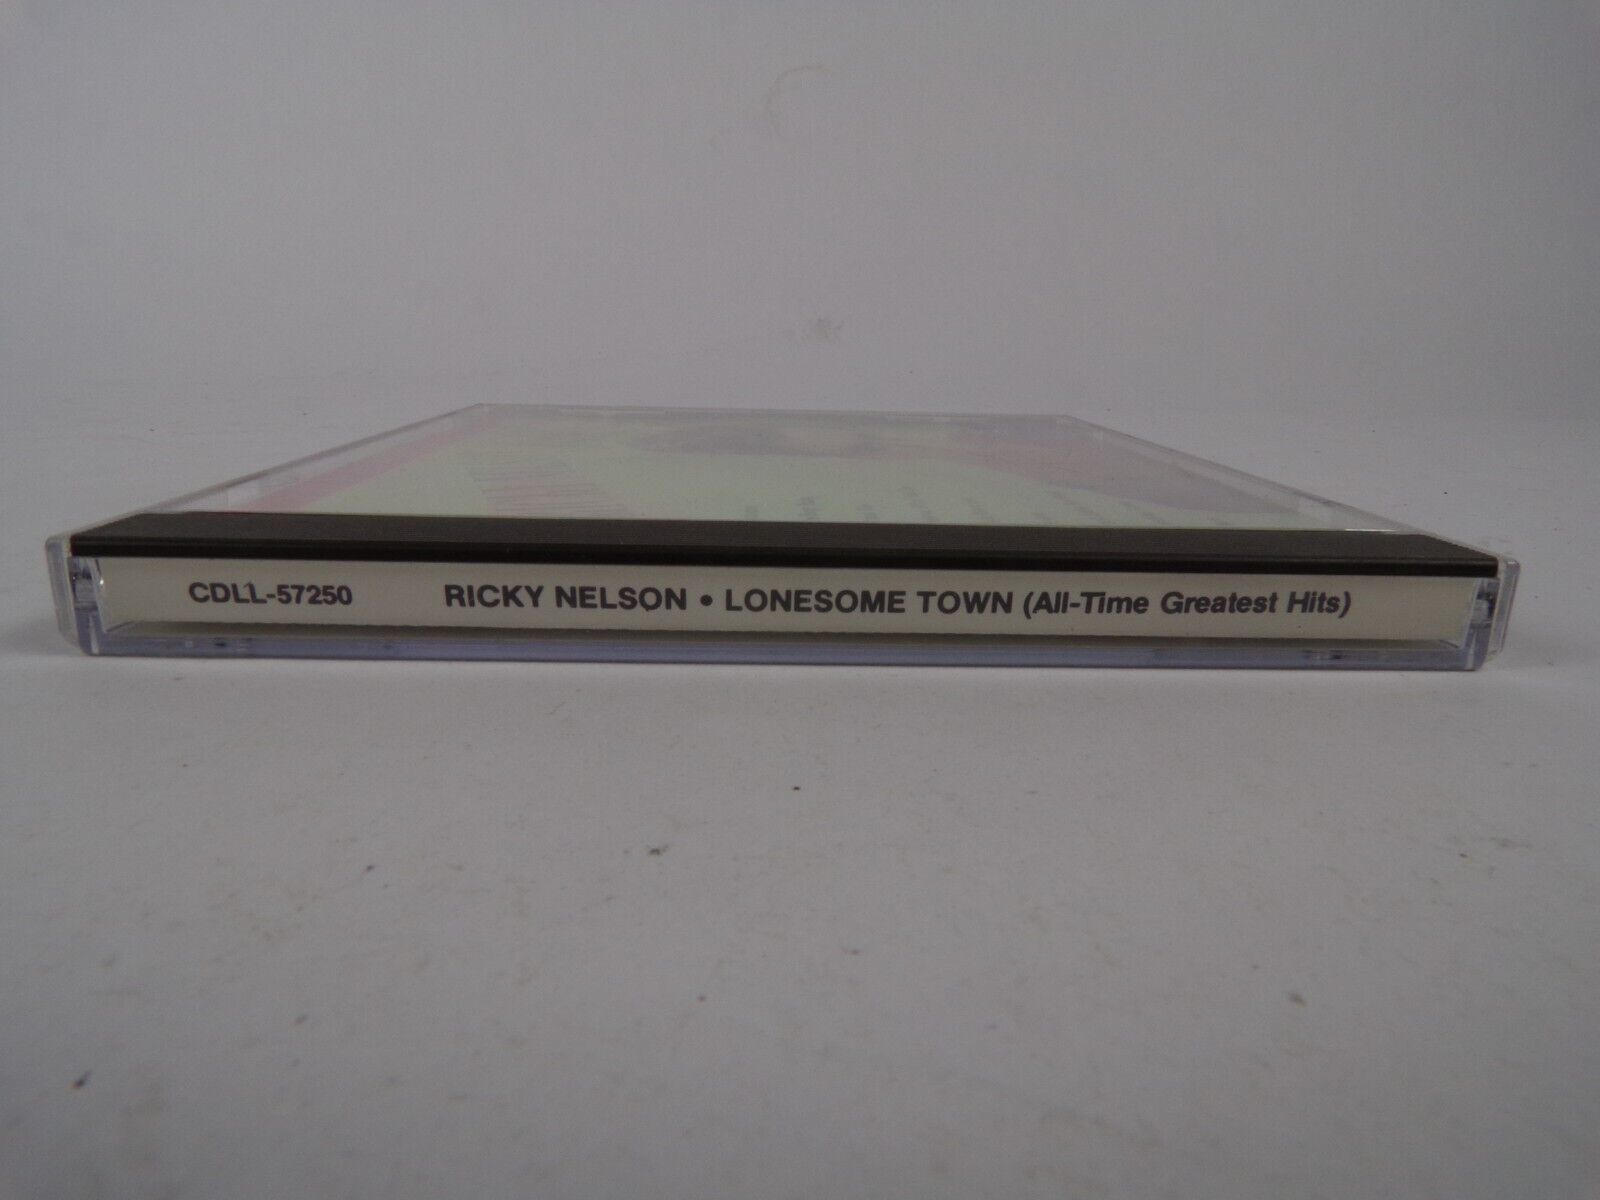 CDLL-57250 RICKY NELSON • LONESOME TOWN (All-Time Greatest Hits)